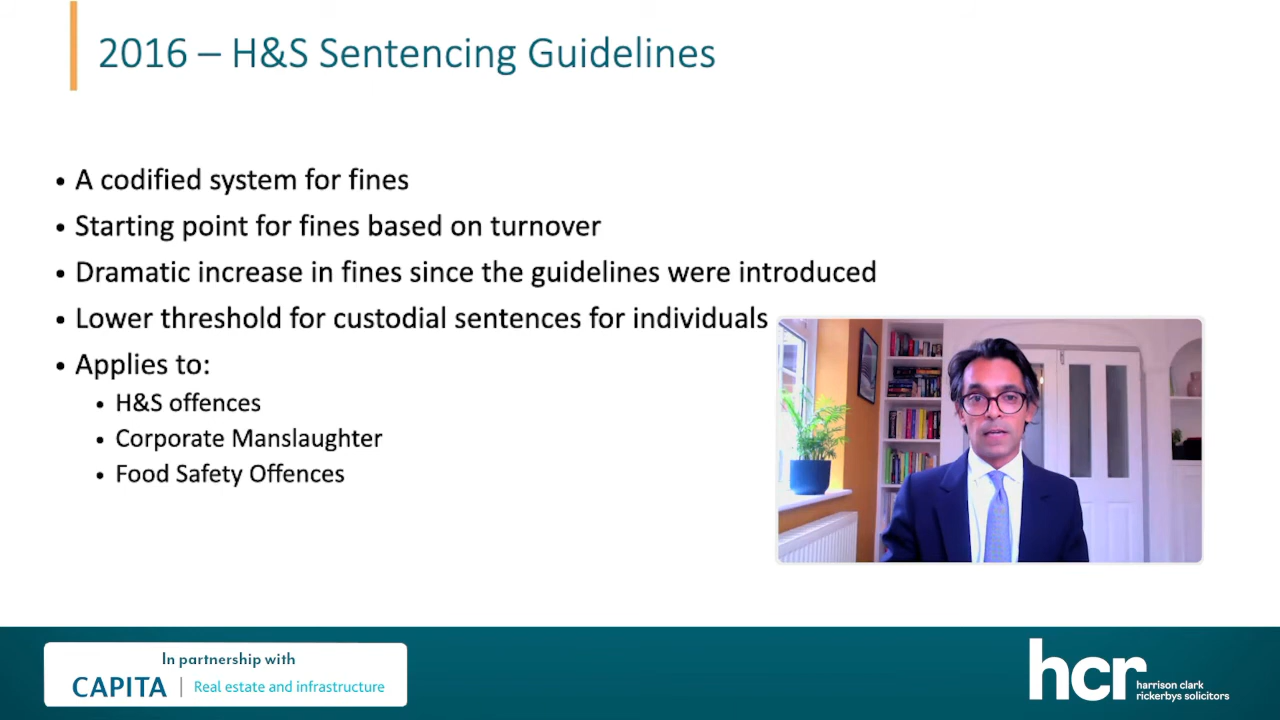 2016 – H&S Sentencing Guidelines
• A codified system for fines
• Starting point for fines based on turnover
• Dramatic increase in fines since the guidelines were introduced
• Lower threshold for custodial sentences for individuals
• Applies to:
• H&S offences
• Corporate Manslaughter
• Food Safety Offences
In partnership with
CAPITA | Real estate and infrastructure
hcr harrison clark
rickerbys solicitors